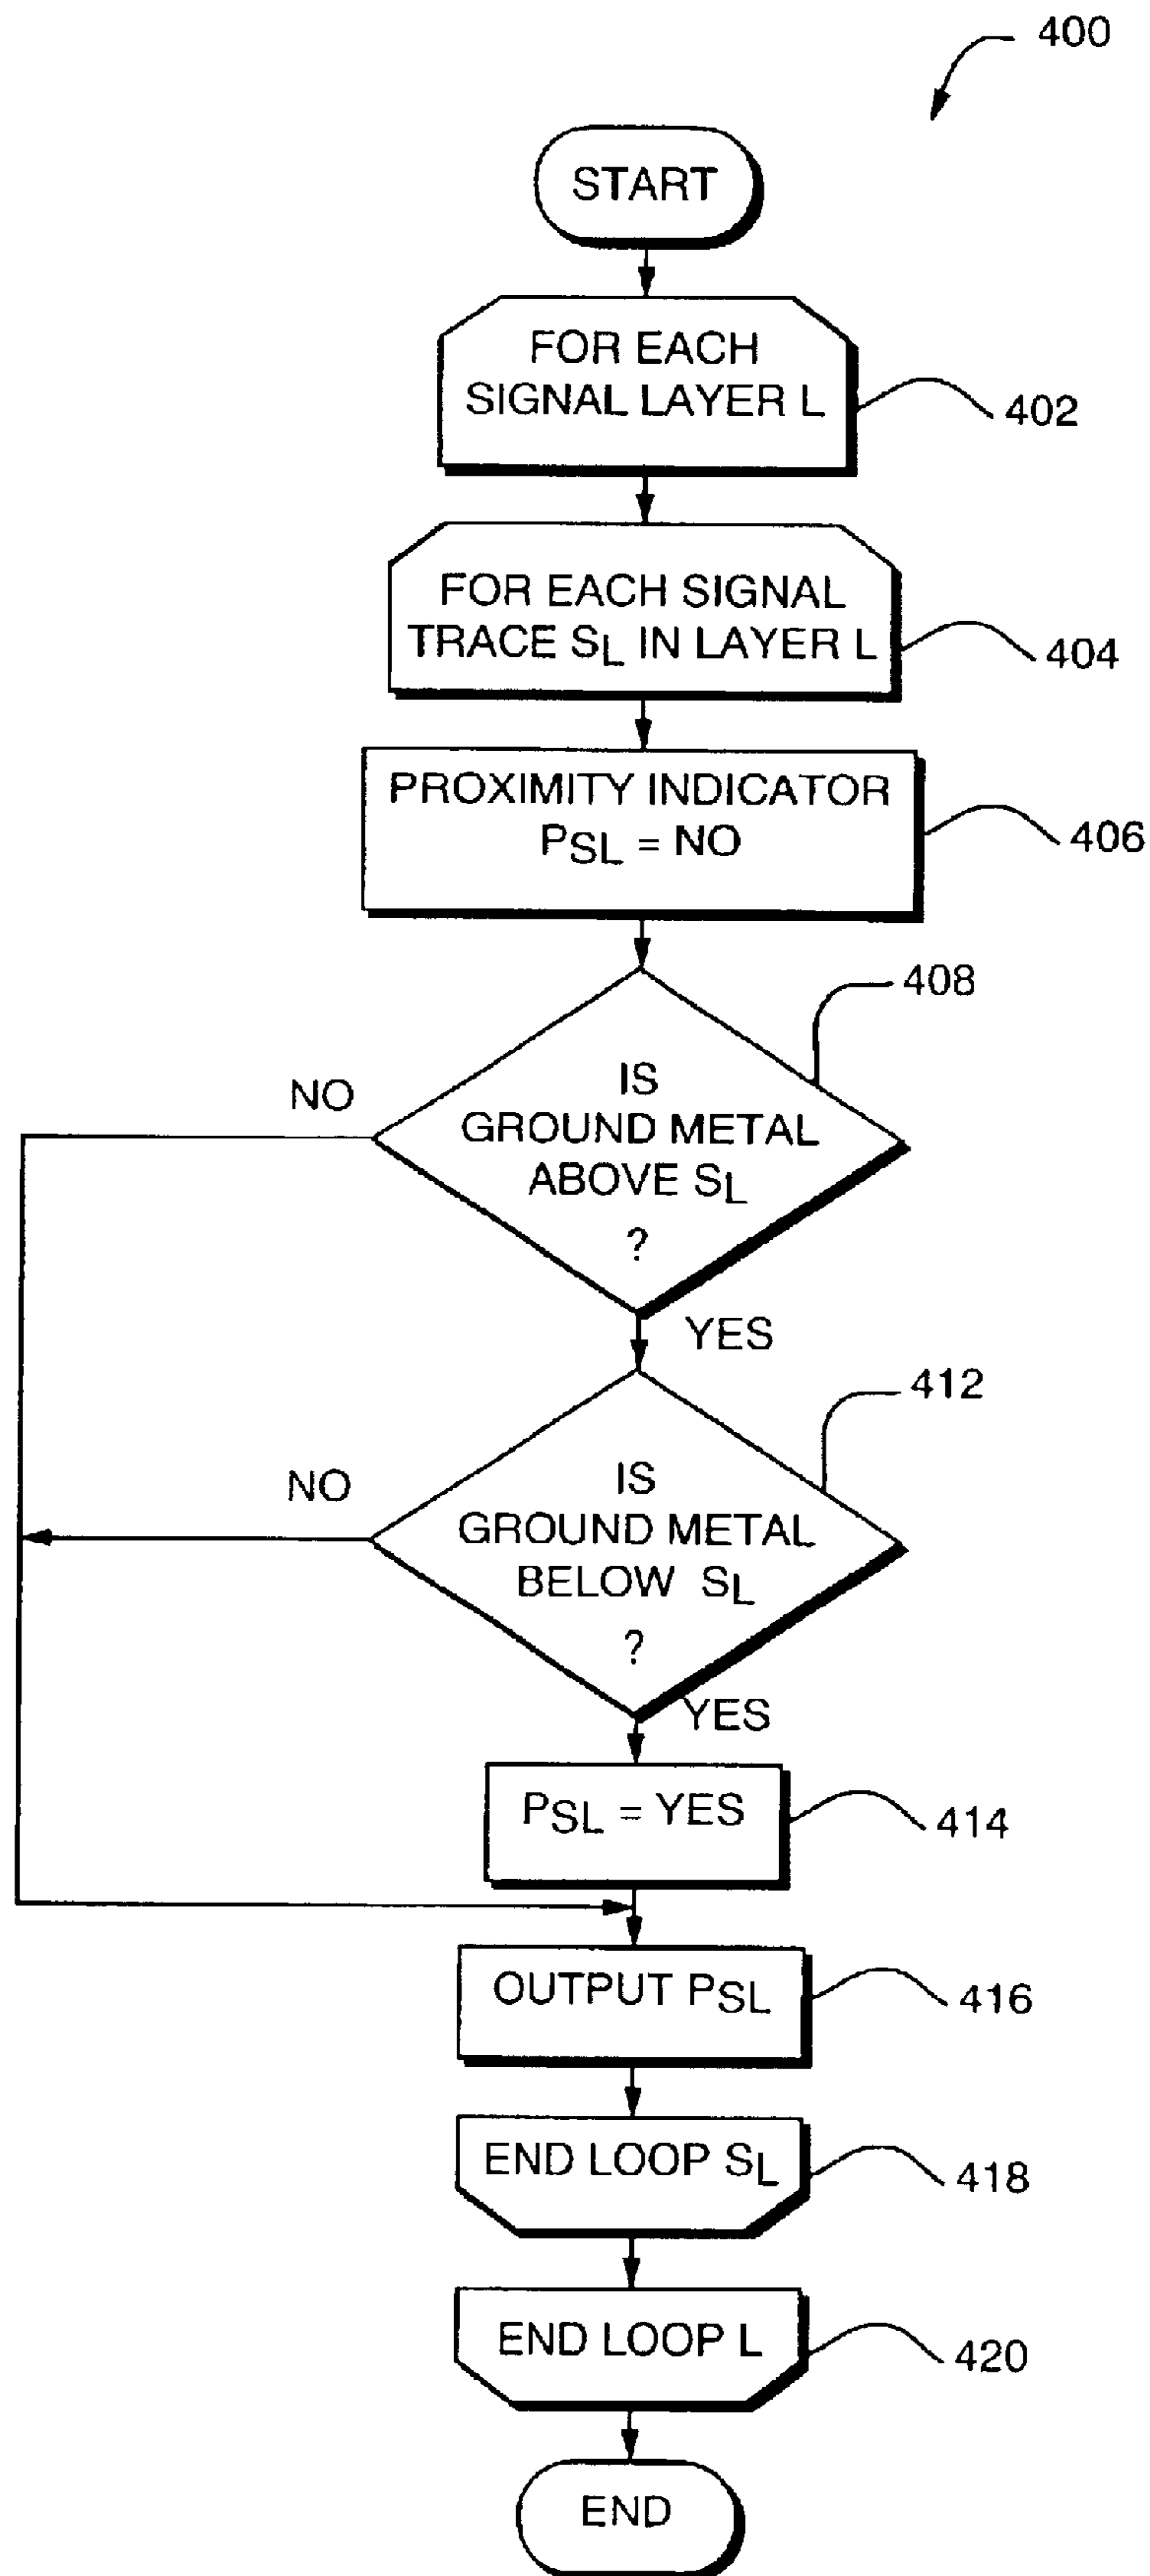 400
START
FOR EACH
SIGNAL LAYER L
402
FOR EACH SIGNAL
TRACE SL IN LAYER L
404
PROXIMITY INDICATOR
PSL = NO
406
408
IS
GROUND METAL
ABOVE SL
?
NO
YES
412
IS
GROUND METAL
BELOW SL
?
NO
YES
PSL = YES
414
OUTPUT PSL
416
END LOOP SL
418
END LOOP L
420
END